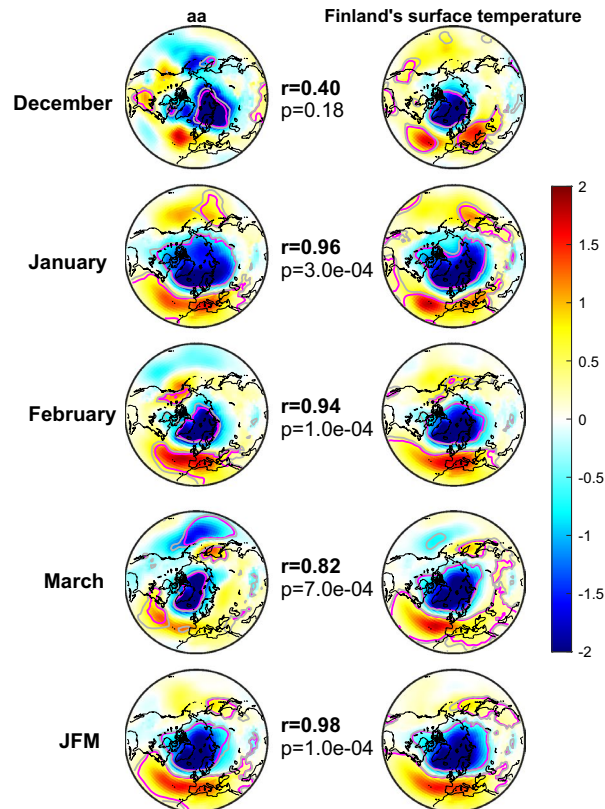 aa
Finland's surface temperature
December
r=0.40
p=0.18
January
r=0.96
p=3.0e-04
February
r=0.94
p=1.0e-04
March
r=0.82
p=7.0e-04
JFM
r=0.98
p=1.0e-04
2
1.5
1
0.5
0
-0.5
-1
-1.5
-2